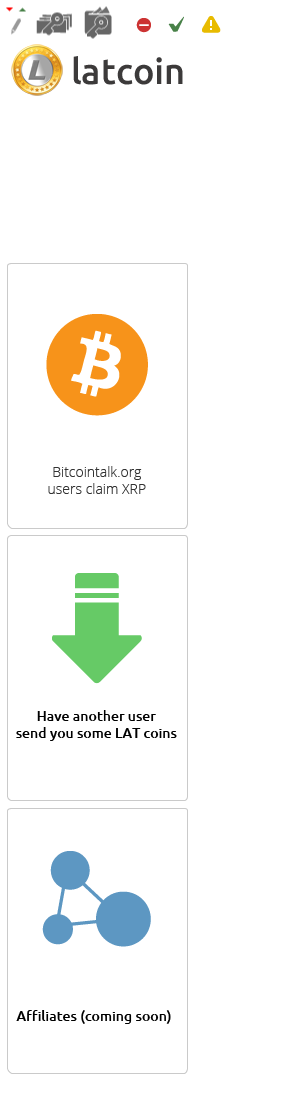 latcoin
Bitcointalk.org
users claim XRP
Have another user
send you some LAT coins
Affiliates (coming soon)